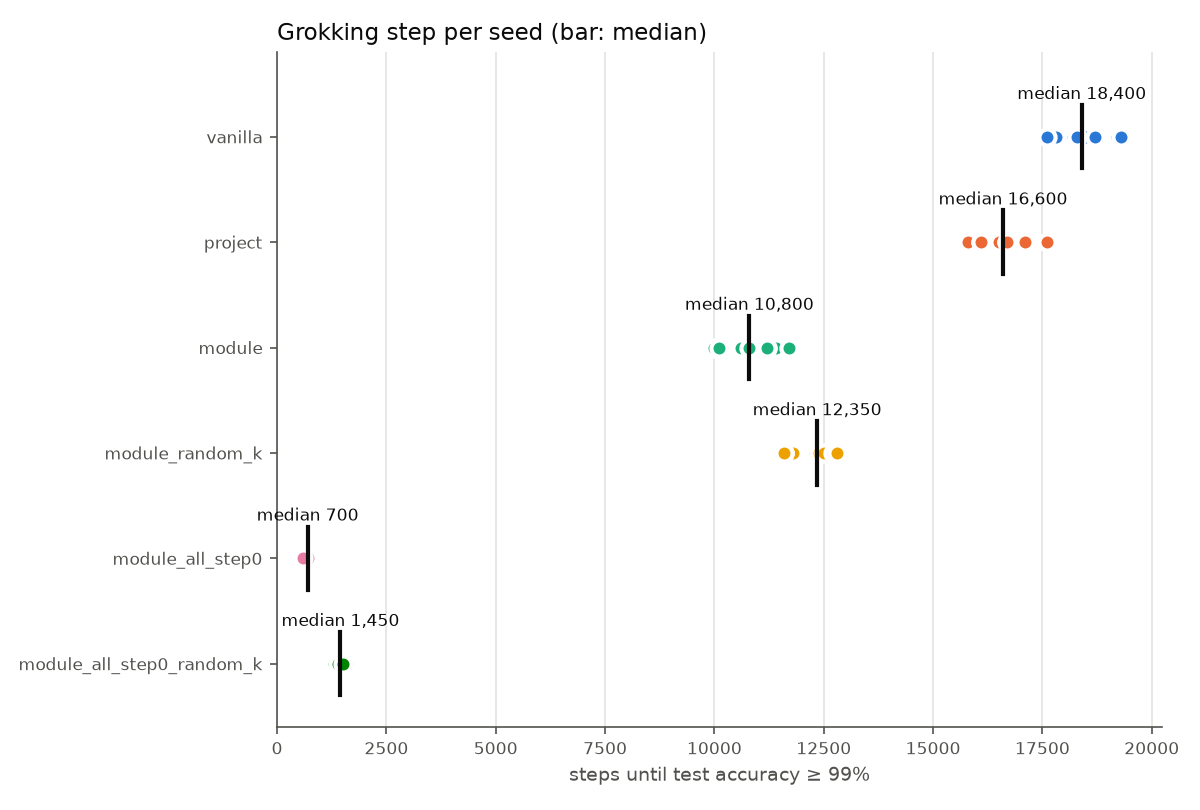 Grokking step per seed (bar: median)
median 18,400
vanilla
median 16,600
project
median 10,800
module
median 12,350
module_random_k
median 700
module_all_step0
median 1,450
module_all_step0_random_k
0 2500 5000 7500 10000 12500 15000 17500 20000
steps until test accuracy ≥ 99%